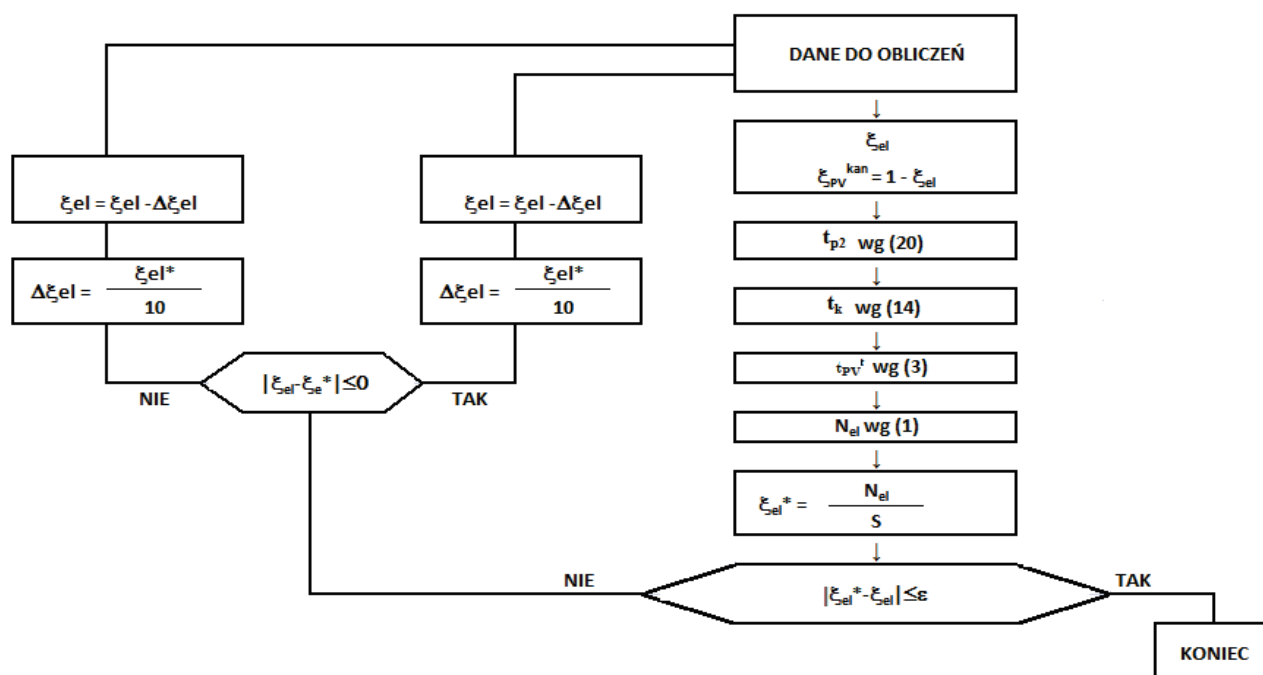 DANE DO OBLICZEŃ
↓
ξel
ξPV^kan = 1 - ξel
↓
tp2 wg (20)
↓
tk wg (14)
↓
tPV^t wg (3)
↓
Nel wg (1)
↓
ξel* = Nel / S
↓
|ξel*-ξel|≤ε
NIE
TAK
KONIEC
|ξel-ξe*|≤0
NIE
TAK
Δξel = ξel* / 10
ξel = ξel -Δξel
Δξel = ξel* / 10
ξel = ξel -Δξel